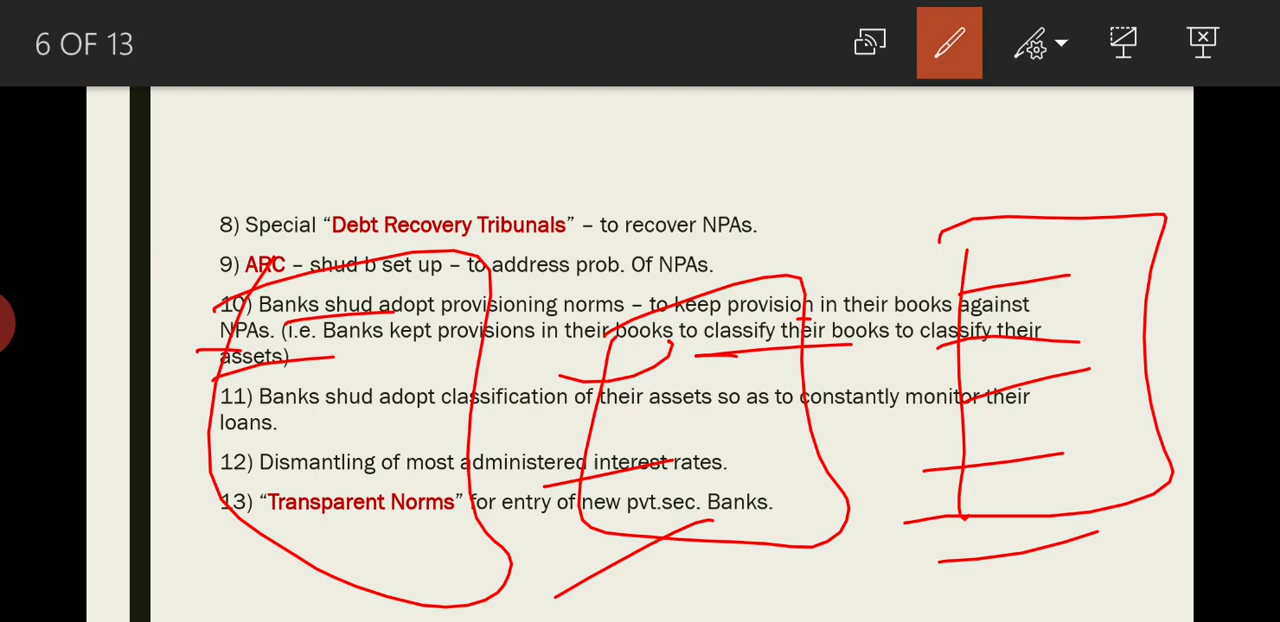 6 OF 13
8) Special “Debt Recovery Tribunals” – to recover NPAs.
9) ARC – shud b set up – to address prob. Of NPAs.
10) Banks shud adopt provisioning norms – to keep provision in their books against
NPAs. (i.e. Banks kept provisions in their books to classify their books to classify their
assets)
11) Banks shud adopt classification of their assets so as to constantly monitor their
loans.
12) Dismantling of most administered interest rates.
13) “Transparent Norms” for entry of new pvt.sec. Banks.